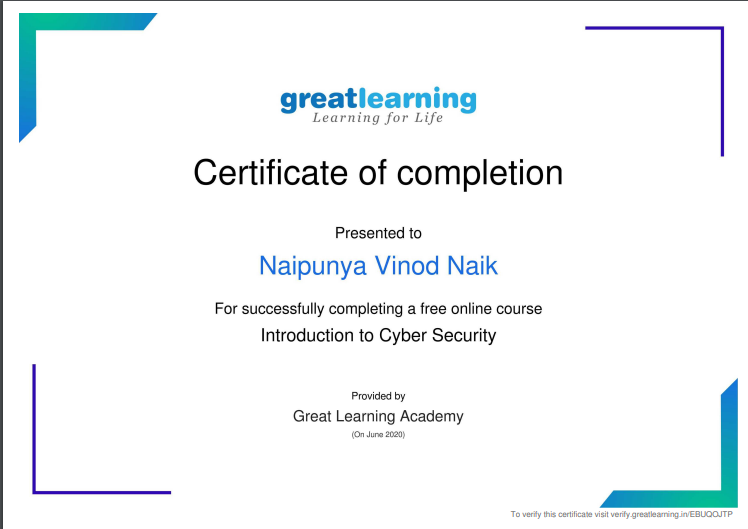 greatlearning
Learning for Life
Certificate of completion
Presented to
Naipunya Vinod Naik
For successfully completing a free online course
Introduction to Cyber Security
Provided by
Great Learning Academy
(On June 2020)
To verify this certificate visit verify.greatlearning.in/EBUQOJTP